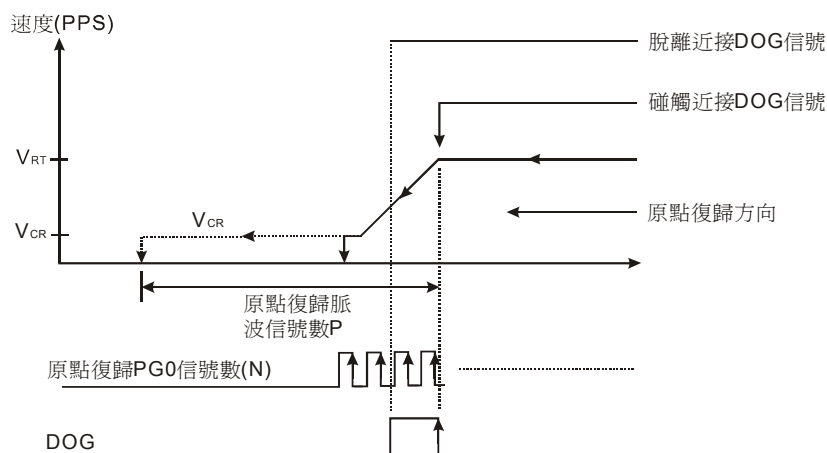 速度(PPS)
脫離近接DOG信號
碰觸近接DOG信號
VRT
VCR
VCR
原點復歸方向
原點復歸脈
波信號數P
原點復歸PG0信號數(N)
DOG